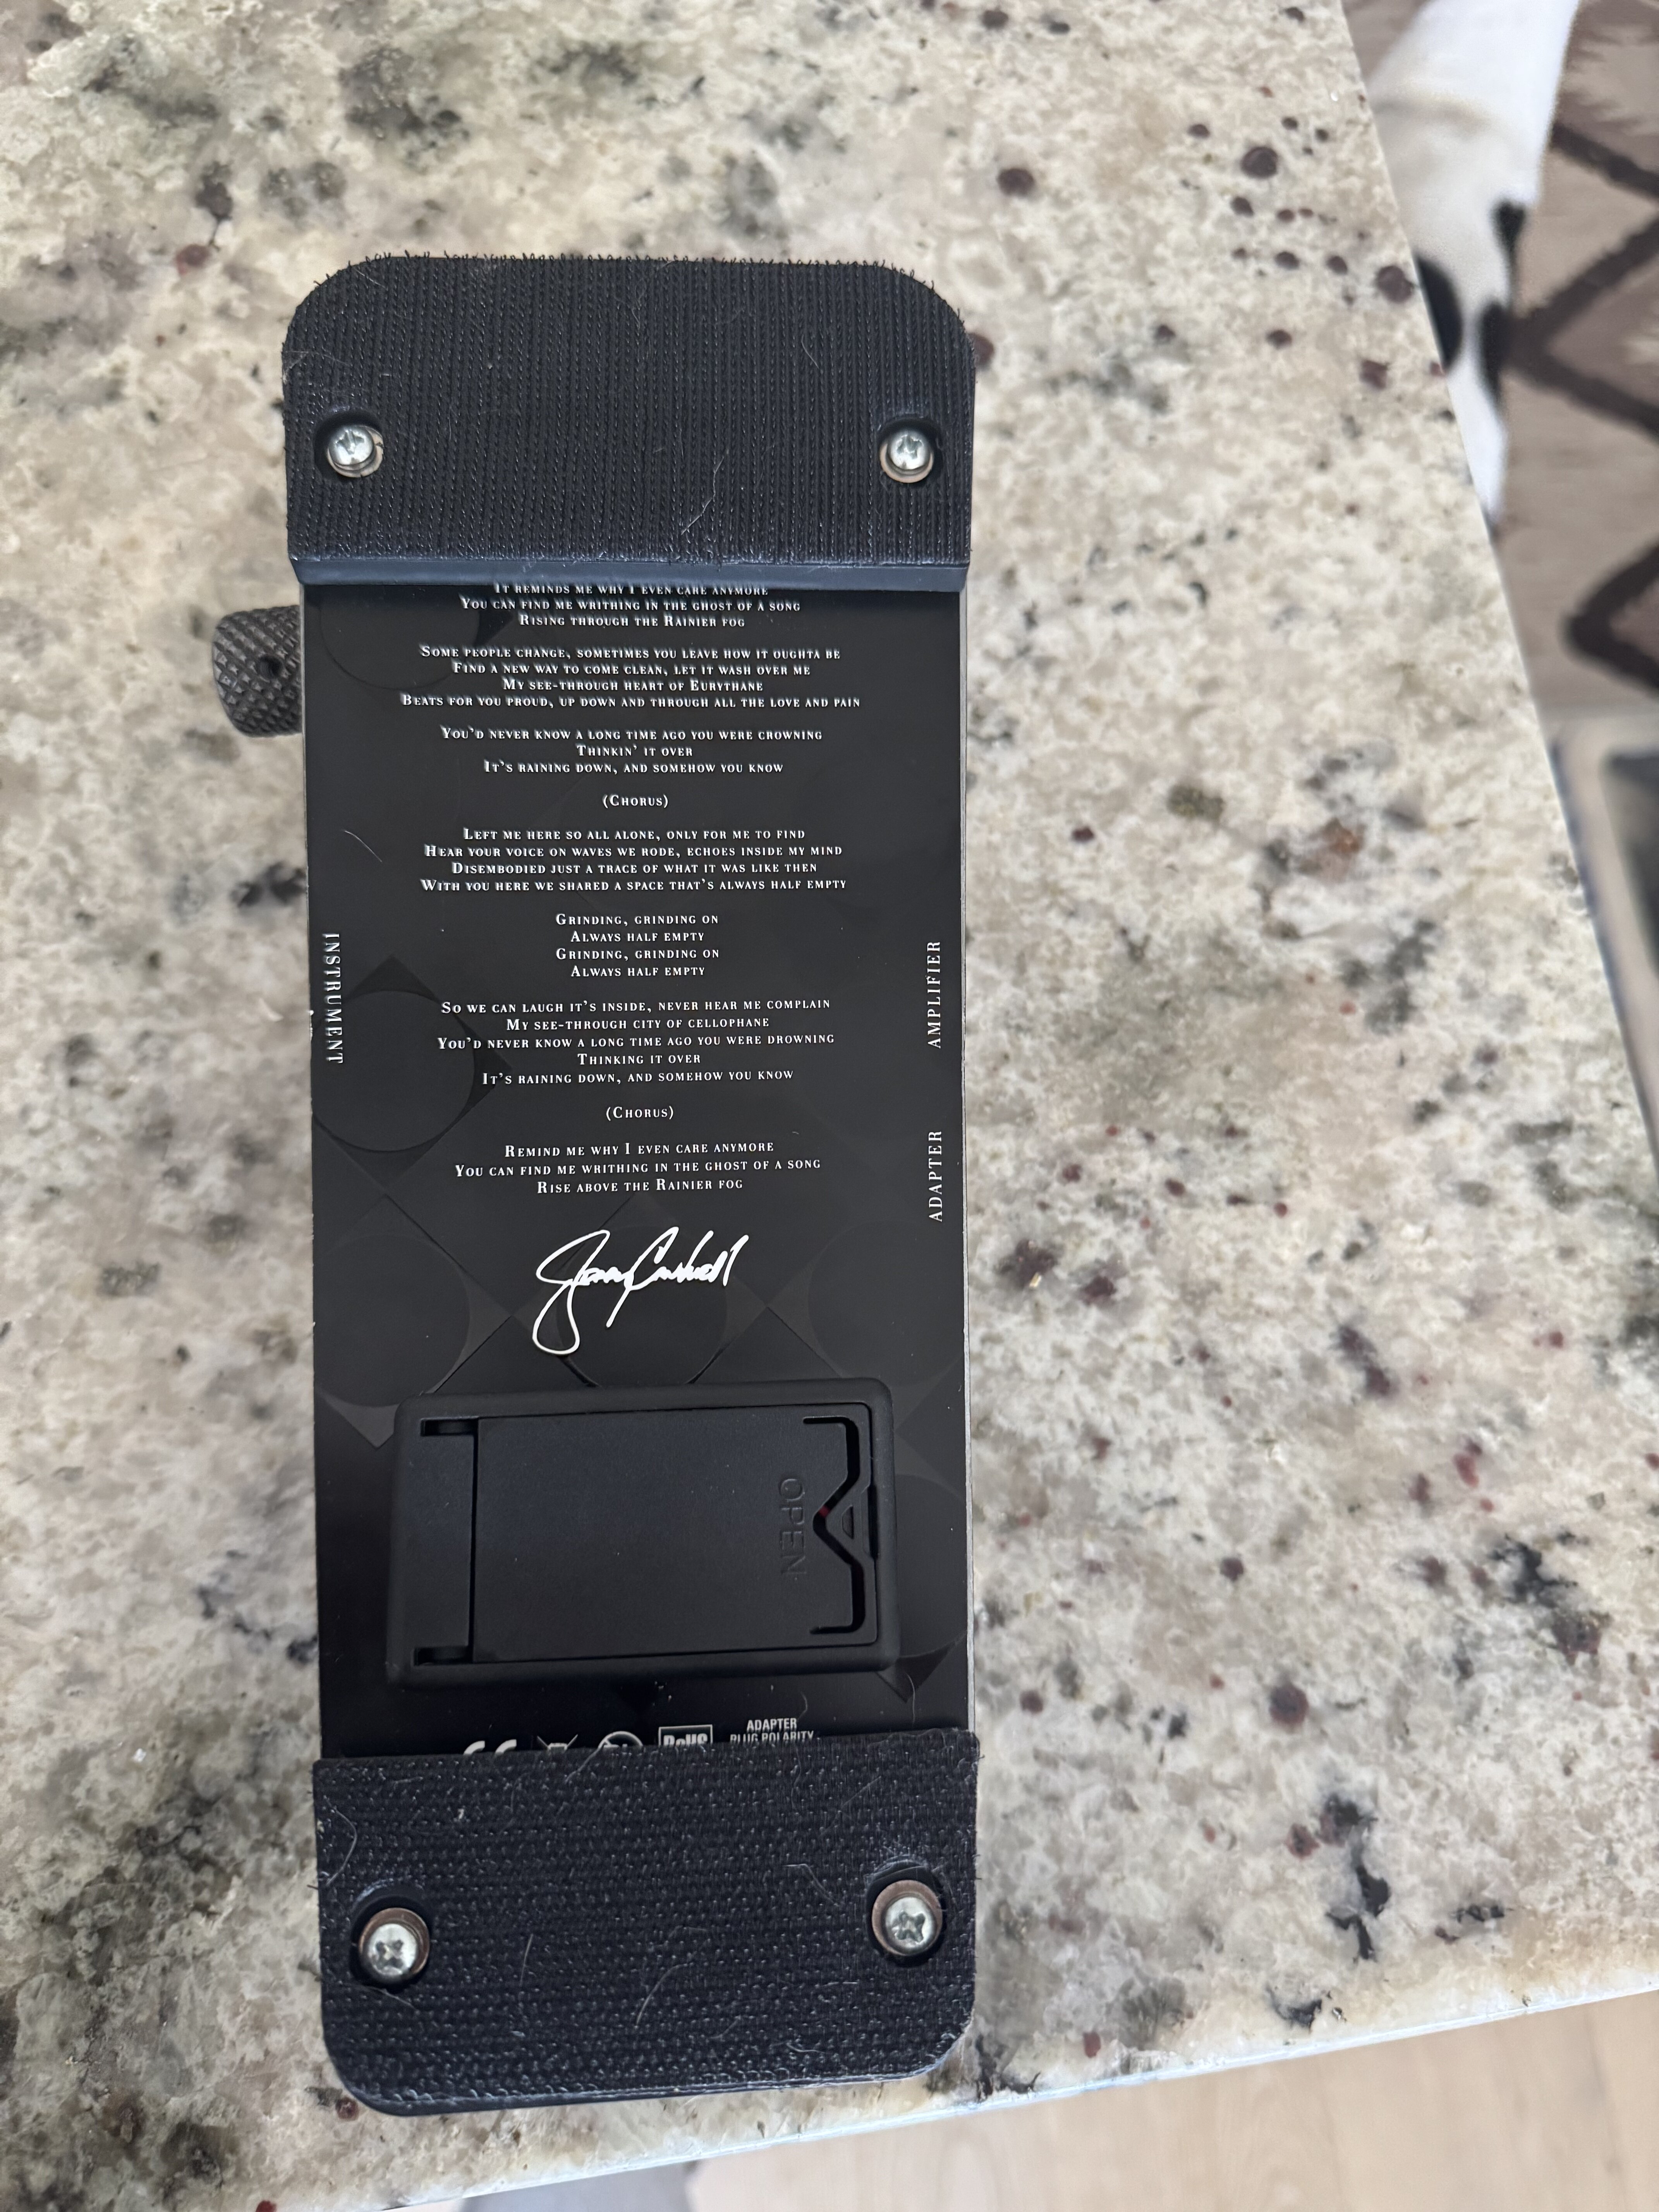 It reminds me why I even care anymore
You can find me writhing in the ghost of a song
Rising through the Rainier fog
Some people change, sometimes you leave how it oughta be
Find a new way to come clean, let it wash over me
My see-through heart of Eurythane
Beats for you proud, up down and through all the love and pain
You'd never know a long time ago you were crowning
Thinkin' it over
It's raining down, and somehow you know
(Chorus)
Left me here so all alone, only for me to find
Hear your voice on waves we rode, echoes inside my mind
Disembodied just a trace of what it was like then
With you here we shared a space that's always half empty
Grinding, grinding on
Always half empty
Grinding, grinding on
Always half empty
So we can laugh it's inside, never hear me complain
My see-through city of cellophane
You'd never know a long time ago you were drowning
Thinking it over
It's raining down, and somehow you know
(Chorus)
Remind me why I even care anymore
You can find me writhing in the ghost of a song
Rise above the Rainier fog
Jerry Cantrell
INSTRUMENT
AMPLIFIER
ADAPTER
OPEN
CE
RoHS
ADAPTER
PLUG POLARITY